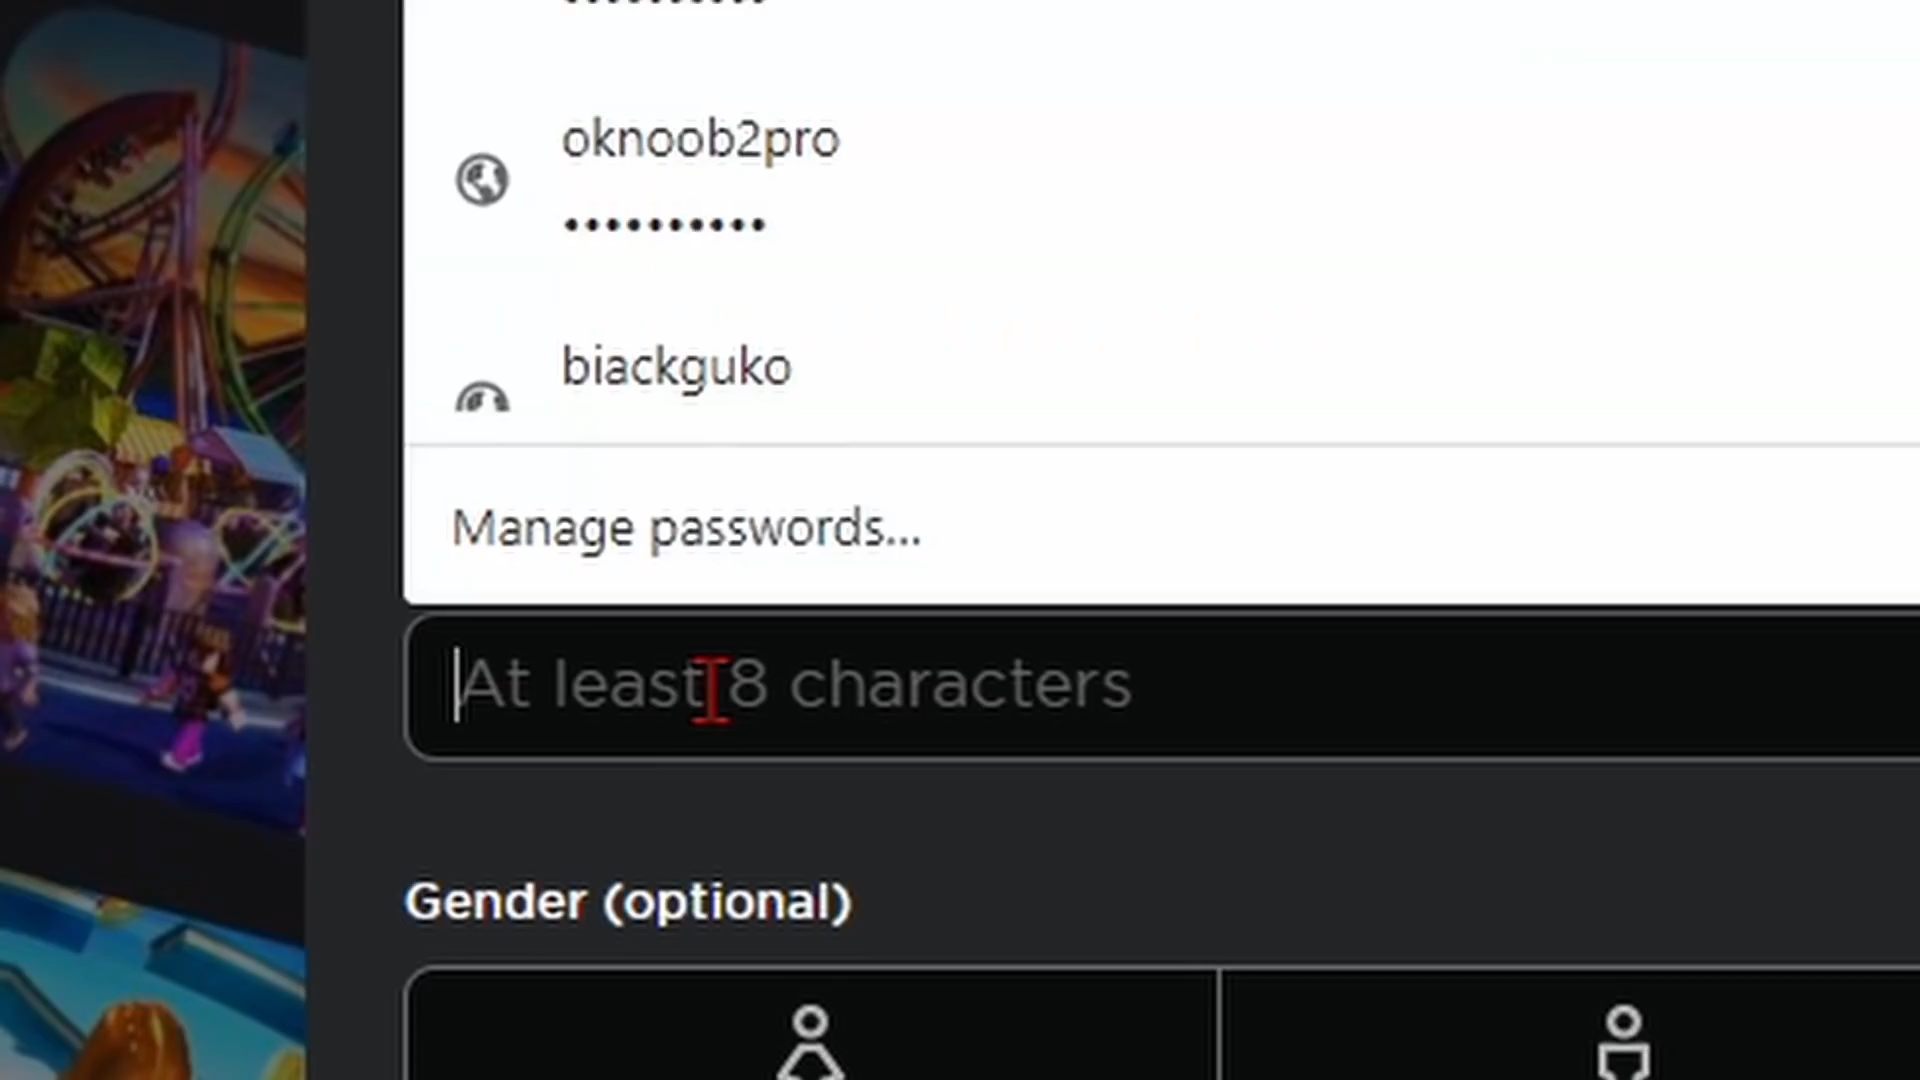 oknoob2pro
••••••••••
biackguko
Manage passwords...
At least 8 characters
Gender (optional)